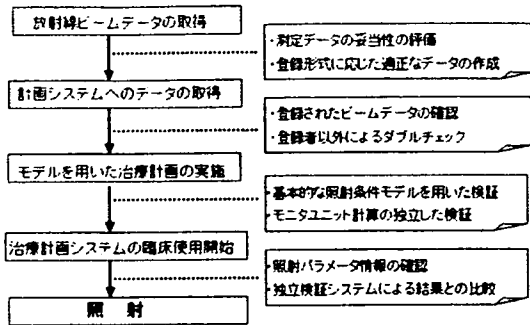 放射線ビームデータの取得
・測定データの妥当性の評価
・登録形式に応じた適正なデータの作成
計画システムへのデータの取得
・登録されたビームデータの確認
・登録者以外によるダブルチェック
モデルを用いた治療計画の実施
・基本的な照射条件モデルを用いた検証
・モニタユニット計算の独立した検証
治療計画システムの臨床使用開始
・照射パラメータ情報の確認
・独立検証システムによる結果との比較
照 射